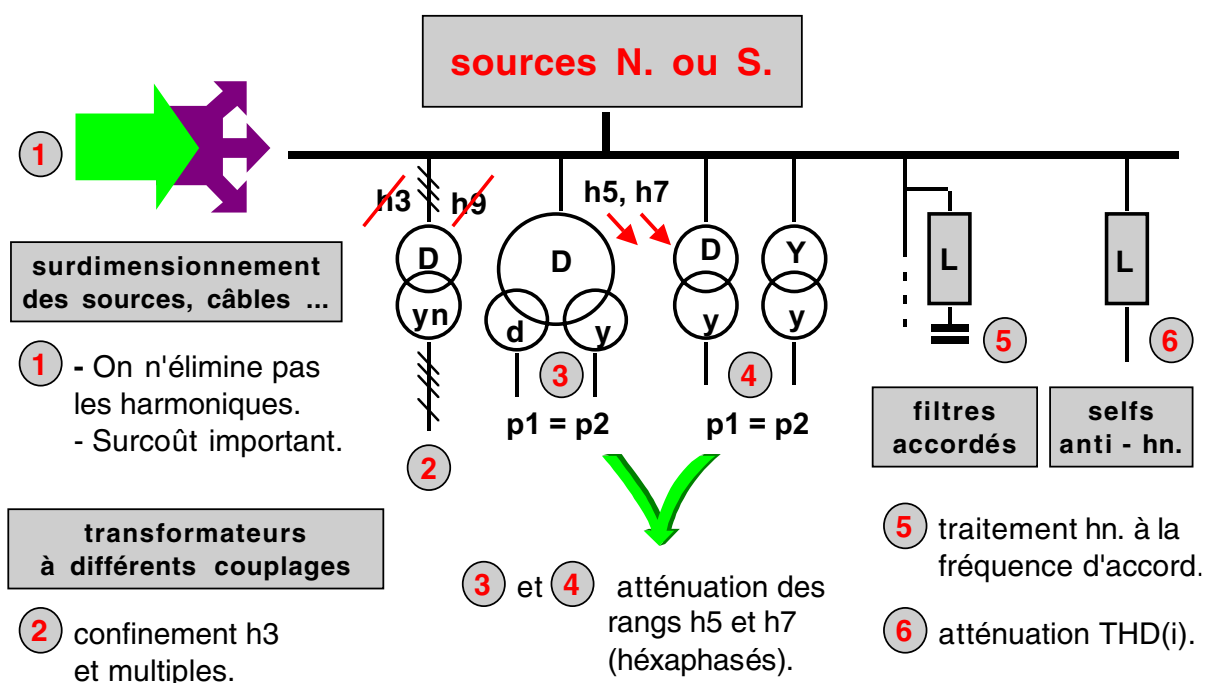 sources N. ou S.
1
h3
h9
h5, h7
D
yn
D
d
y
D
y
Y
y
L
L
2
3
4
5
6
p1 = p2
p1 = p2
surdimensionnement
des sources, câbles ...
1 - On n'élimine pas
les harmoniques.
- Surcoût important.
transformateurs
à différents couplages
2 confinement h3
et multiples.
3 et 4 atténuation des
rangs h5 et h7
(héxaphasés).
filtres
accordés
selfs
anti - hn.
5 traitement hn. à la
fréquence d'accord.
6 atténuation THD(i).